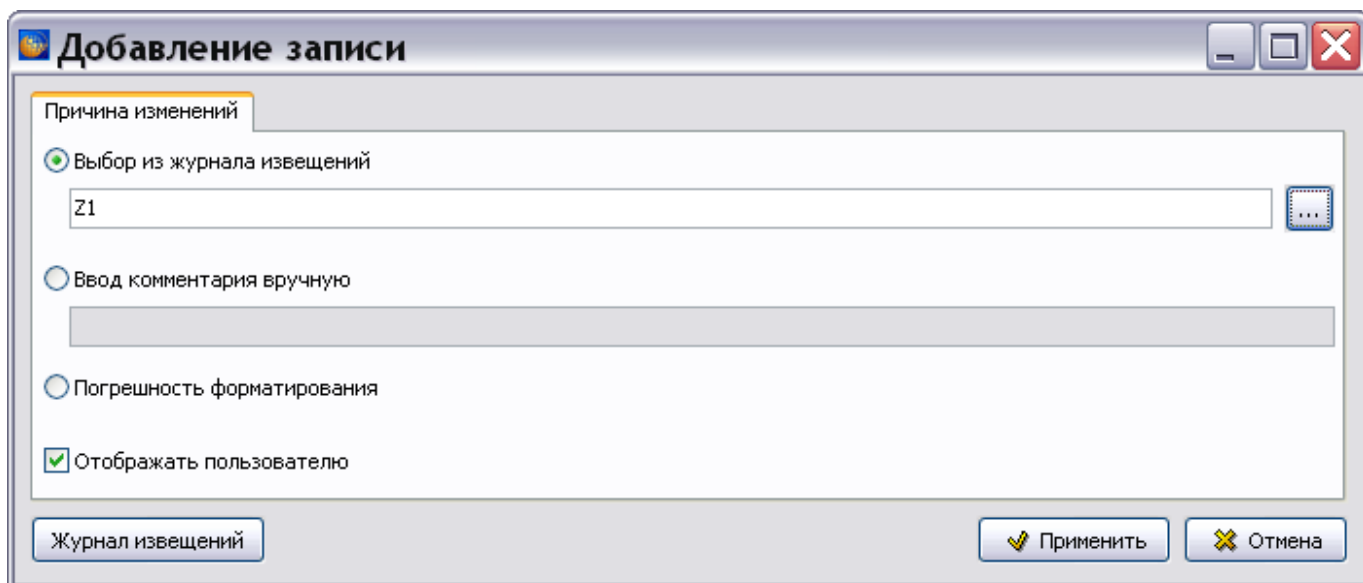 Добавление записи
Причина изменений
Выбор из журнала извещений
Z1
...
Ввод комментария вручную
Погрешность форматирования
Отображать пользователю
Журнал извещений Применить Отмена